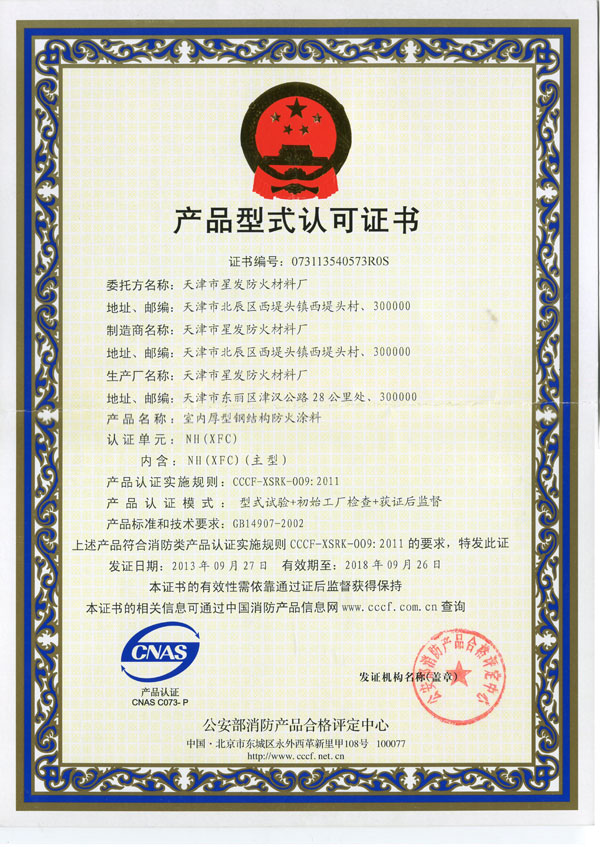 产品型式认可证书
证书编号：073113540573R0S
委托方名称：天津市星发防火材料厂
地址、邮编：天津市北辰区西堤头镇西堤头村、300000
制造商名称：天津市星发防火材料厂
地址、邮编：天津市北辰区西堤头镇西堤头村、300000
生产厂名称：天津市星发防火材料厂
地址、邮编：天津市东丽区津汉公路28公里处、300000
产品名称：室内厚型钢结构防火涂料
认证单元：NH(XFC)
内含：NH(XFC)(主型)
产品认证实施规则：CCCF-XSRK-009:2011
产品认证模式：型式试验+初始工厂检查+获证后监督
产品标准和技术要求：GB14907-2002
上述产品符合消防类产品认证实施规则CCCF-XSRK-009:2011的要求，特发此证
发证日期：2013年09月27日 有效期至：2018年09月26日
本证书的有效性需依靠通过证后监督获得保持
本证书的相关信息可通过中国消防产品信息网www.cccf.com.cn查询
CNAS
产品认证
CNAS C073-P
发证机构名称(盖章)
公安部消防产品合格评定中心
公安部消防产品合格评定中心
中国·北京市东城区永外西革新里甲108号 100077
http://www.cccf.net.cn